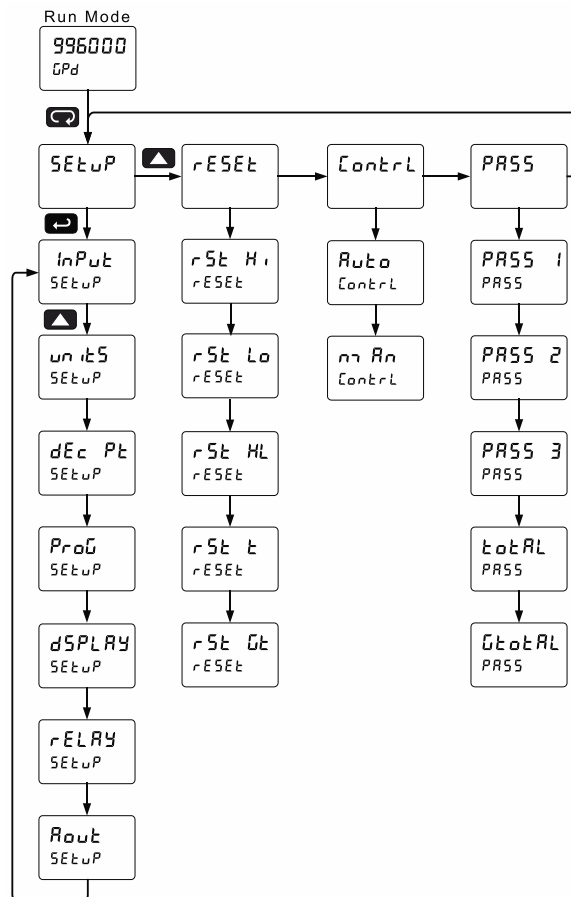 Run Mode
996000
GPd
SEtuP
rESEt
ContrL
PASS
InPut
SEtuP
rSt Hi
rESEt
Auto
ContrL
PASS 1
PASS
unitS
SEtuP
rSt Lo
rESEt
mAn
ContrL
PASS 2
PASS
dEc Pt
SEtuP
rSt HL
rESEt
PASS 3
PASS
ProG
SEtuP
rSt t
rESEt
totAL
PASS
dSPLAY
SEtuP
rSt Gt
rESEt
GtotAL
PASS
rELAY
SEtuP
Aout
SEtuP